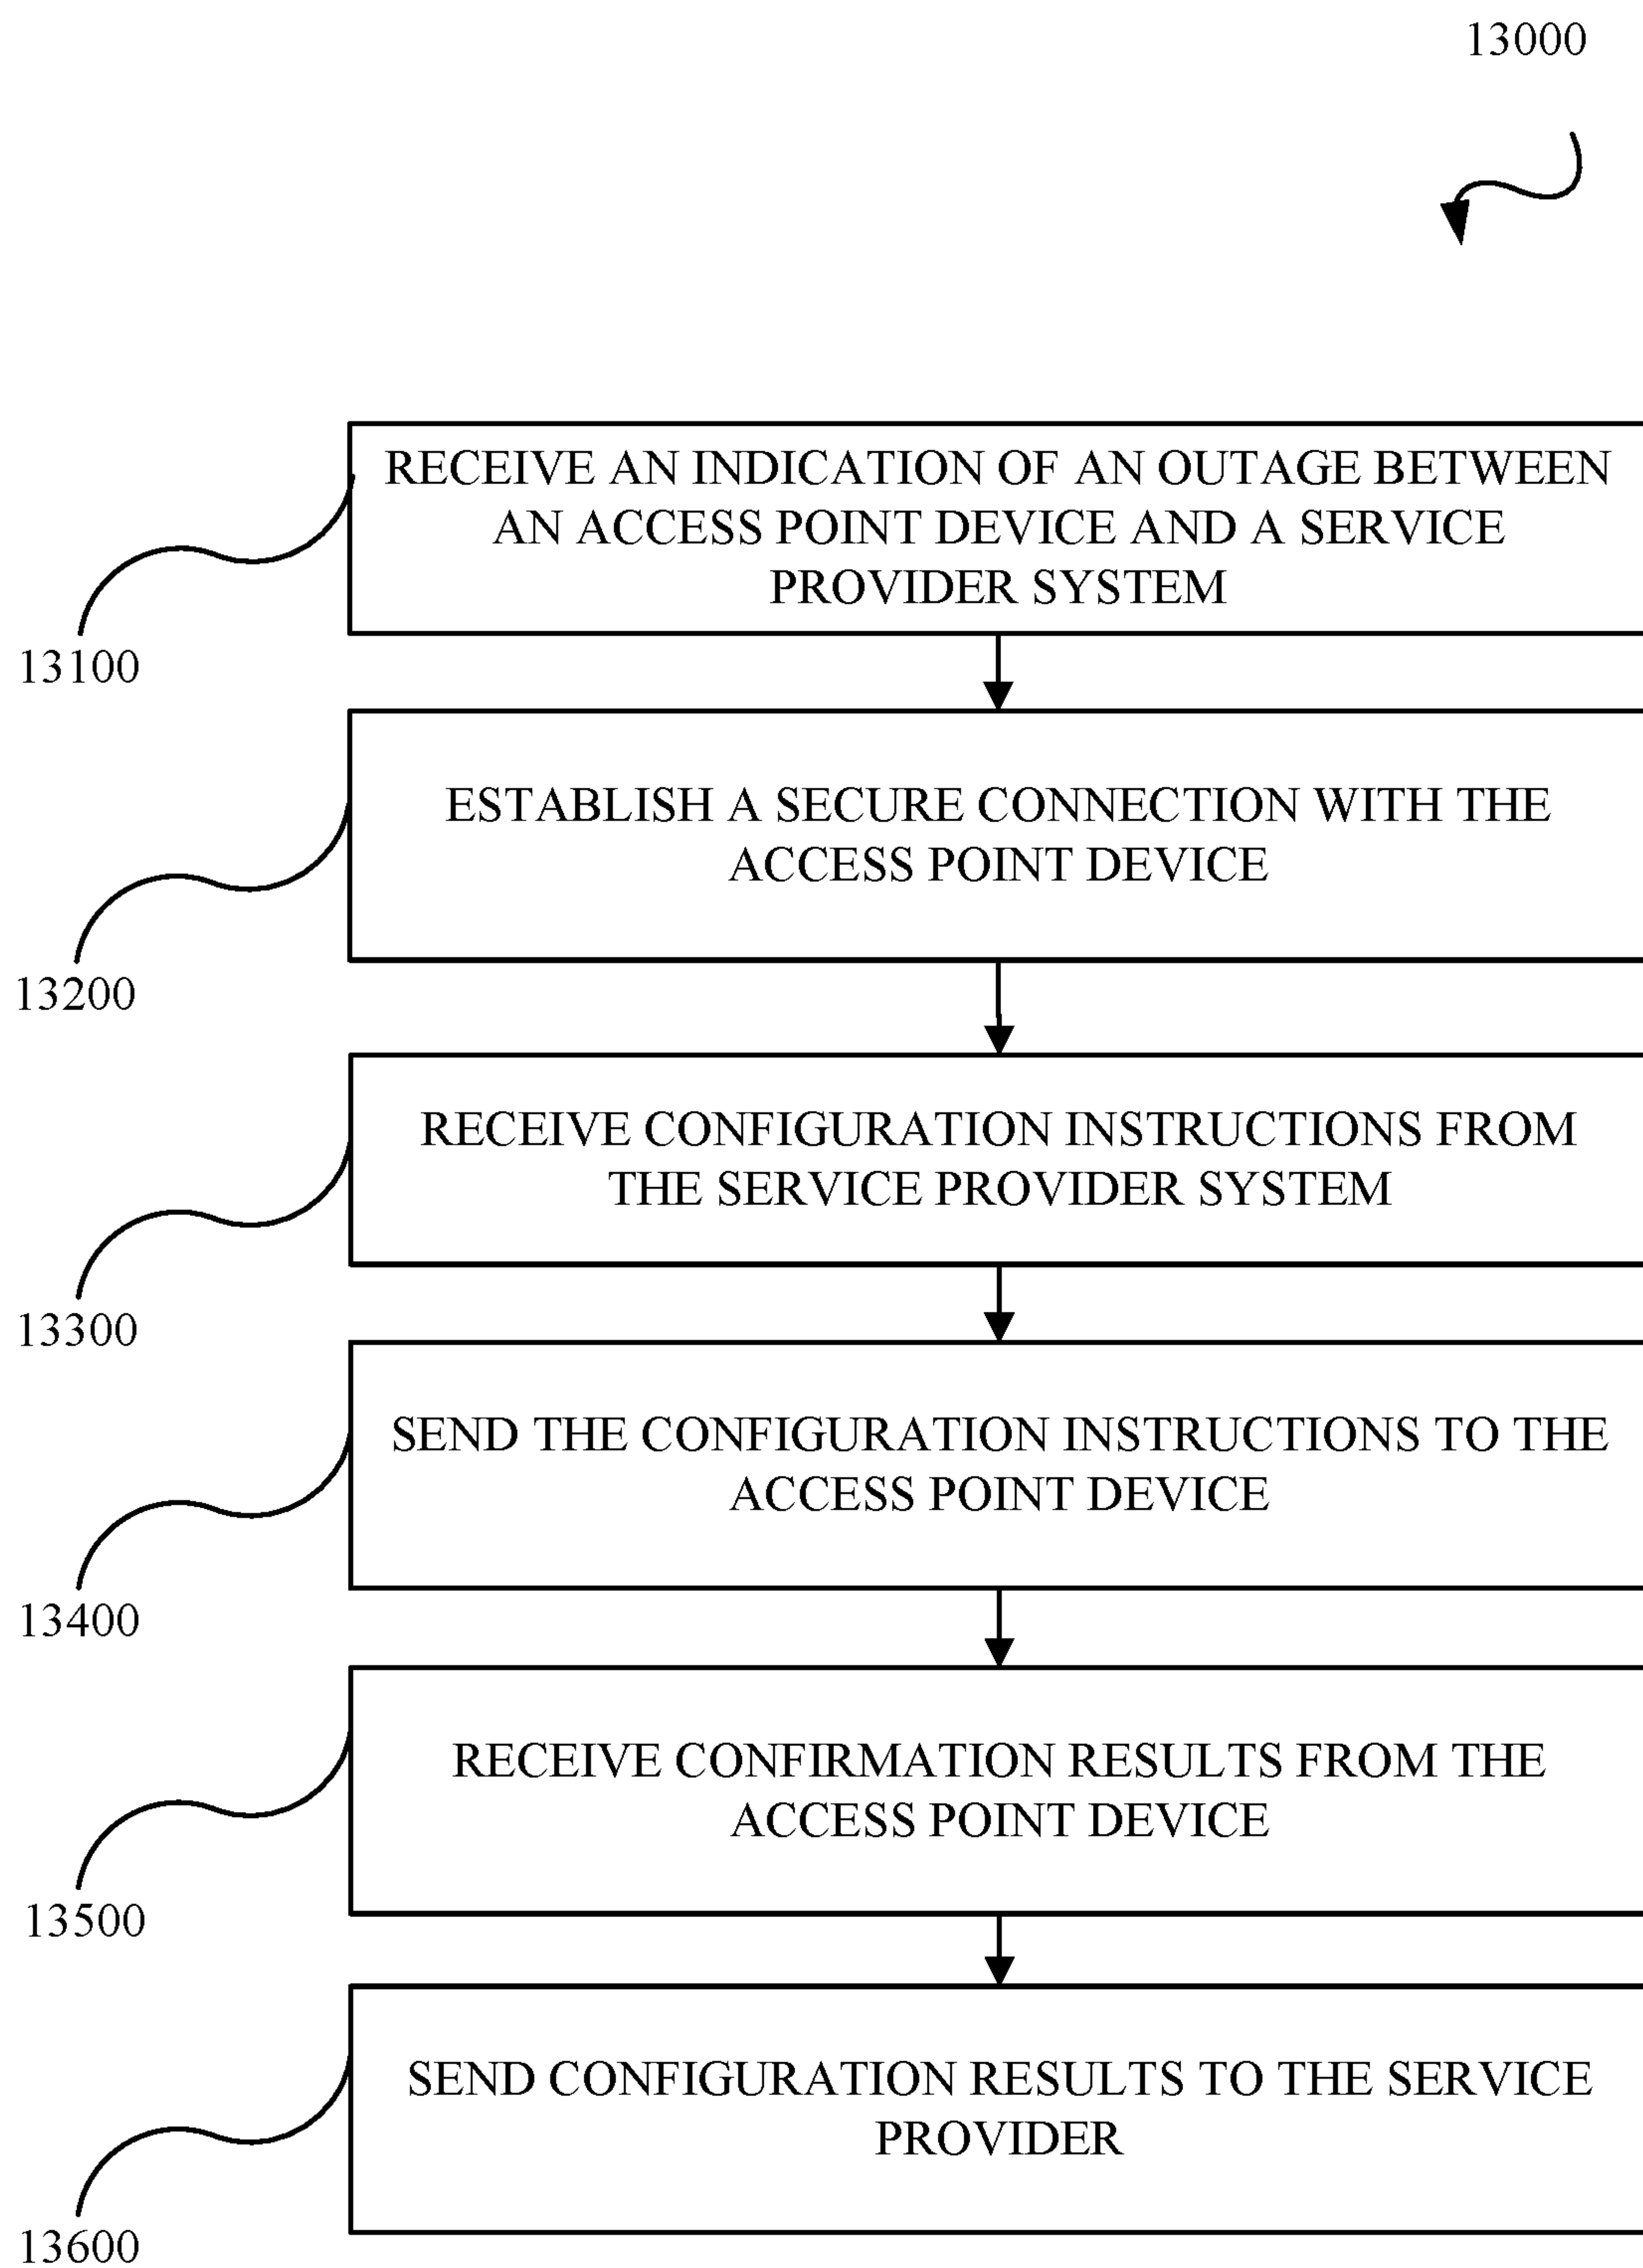 13000
RECEIVE AN INDICATION OF AN OUTAGE BETWEEN
AN ACCESS POINT DEVICE AND A SERVICE
PROVIDER SYSTEM
13100
ESTABLISH A SECURE CONNECTION WITH THE
ACCESS POINT DEVICE
13200
RECEIVE CONFIGURATION INSTRUCTIONS FROM
THE SERVICE PROVIDER SYSTEM
13300
SEND THE CONFIGURATION INSTRUCTIONS TO THE
ACCESS POINT DEVICE
13400
RECEIVE CONFIRMATION RESULTS FROM THE
ACCESS POINT DEVICE
13500
SEND CONFIGURATION RESULTS TO THE SERVICE
PROVIDER
13600